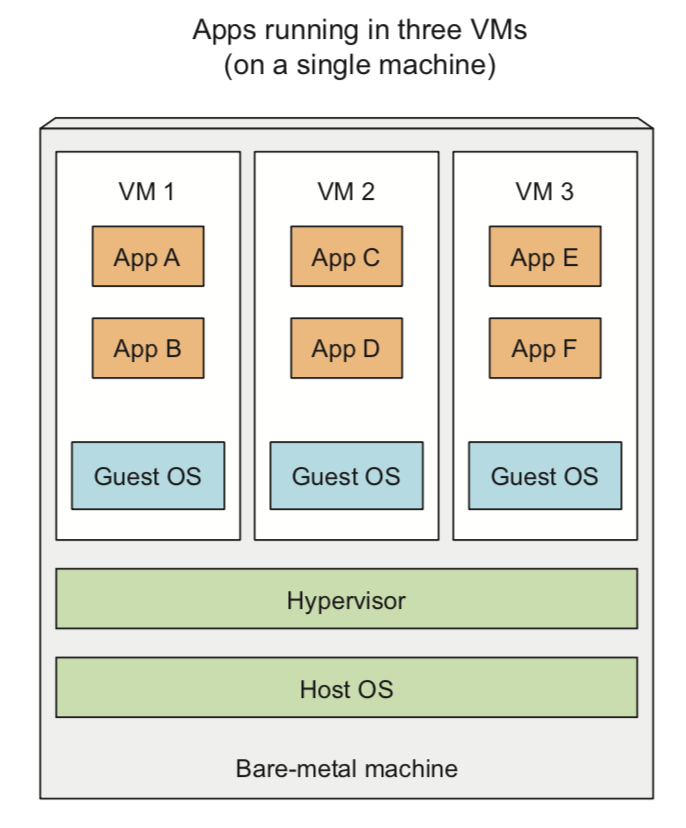 Apps running in three VMs
(on a single machine)
VM 1
App A
App B
Guest OS
VM 2
App C
App D
Guest OS
VM 3
App E
App F
Guest OS
Hypervisor
Host OS
Bare-metal machine